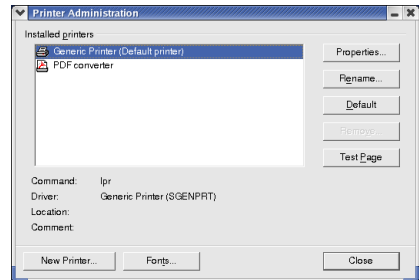 Printer Administration
Installed printers
Generic Printer (Default printer)
PDF converter
Properties...
Rename...
Default
Remove...
Test Page
Command: lpr
Driver: Generic Printer (SGENPRT)
Location:
Comment:
New Printer... Fonts... Close